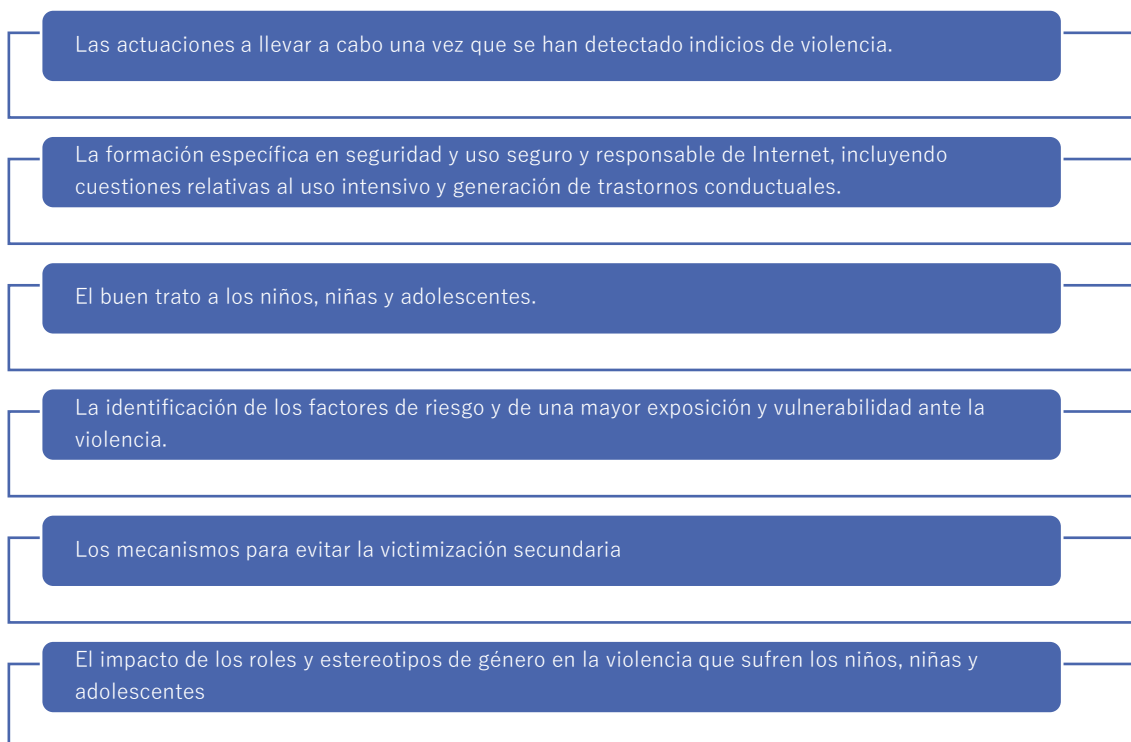 Las actuaciones a llevar a cabo una vez que se han detectado indicios de violencia.
La formación específica en seguridad y uso seguro y responsable de Internet, incluyendo
cuestiones relativas al uso intensivo y generación de trastornos conductuales.
El buen trato a los niños, niñas y adolescentes.
La identificación de los factores de riesgo y de una mayor exposición y vulnerabilidad ante la
violencia.
Los mecanismos para evitar la victimización secundaria
El impacto de los roles y estereotipos de género en la violencia que sufren los niños, niñas y
adolescentes